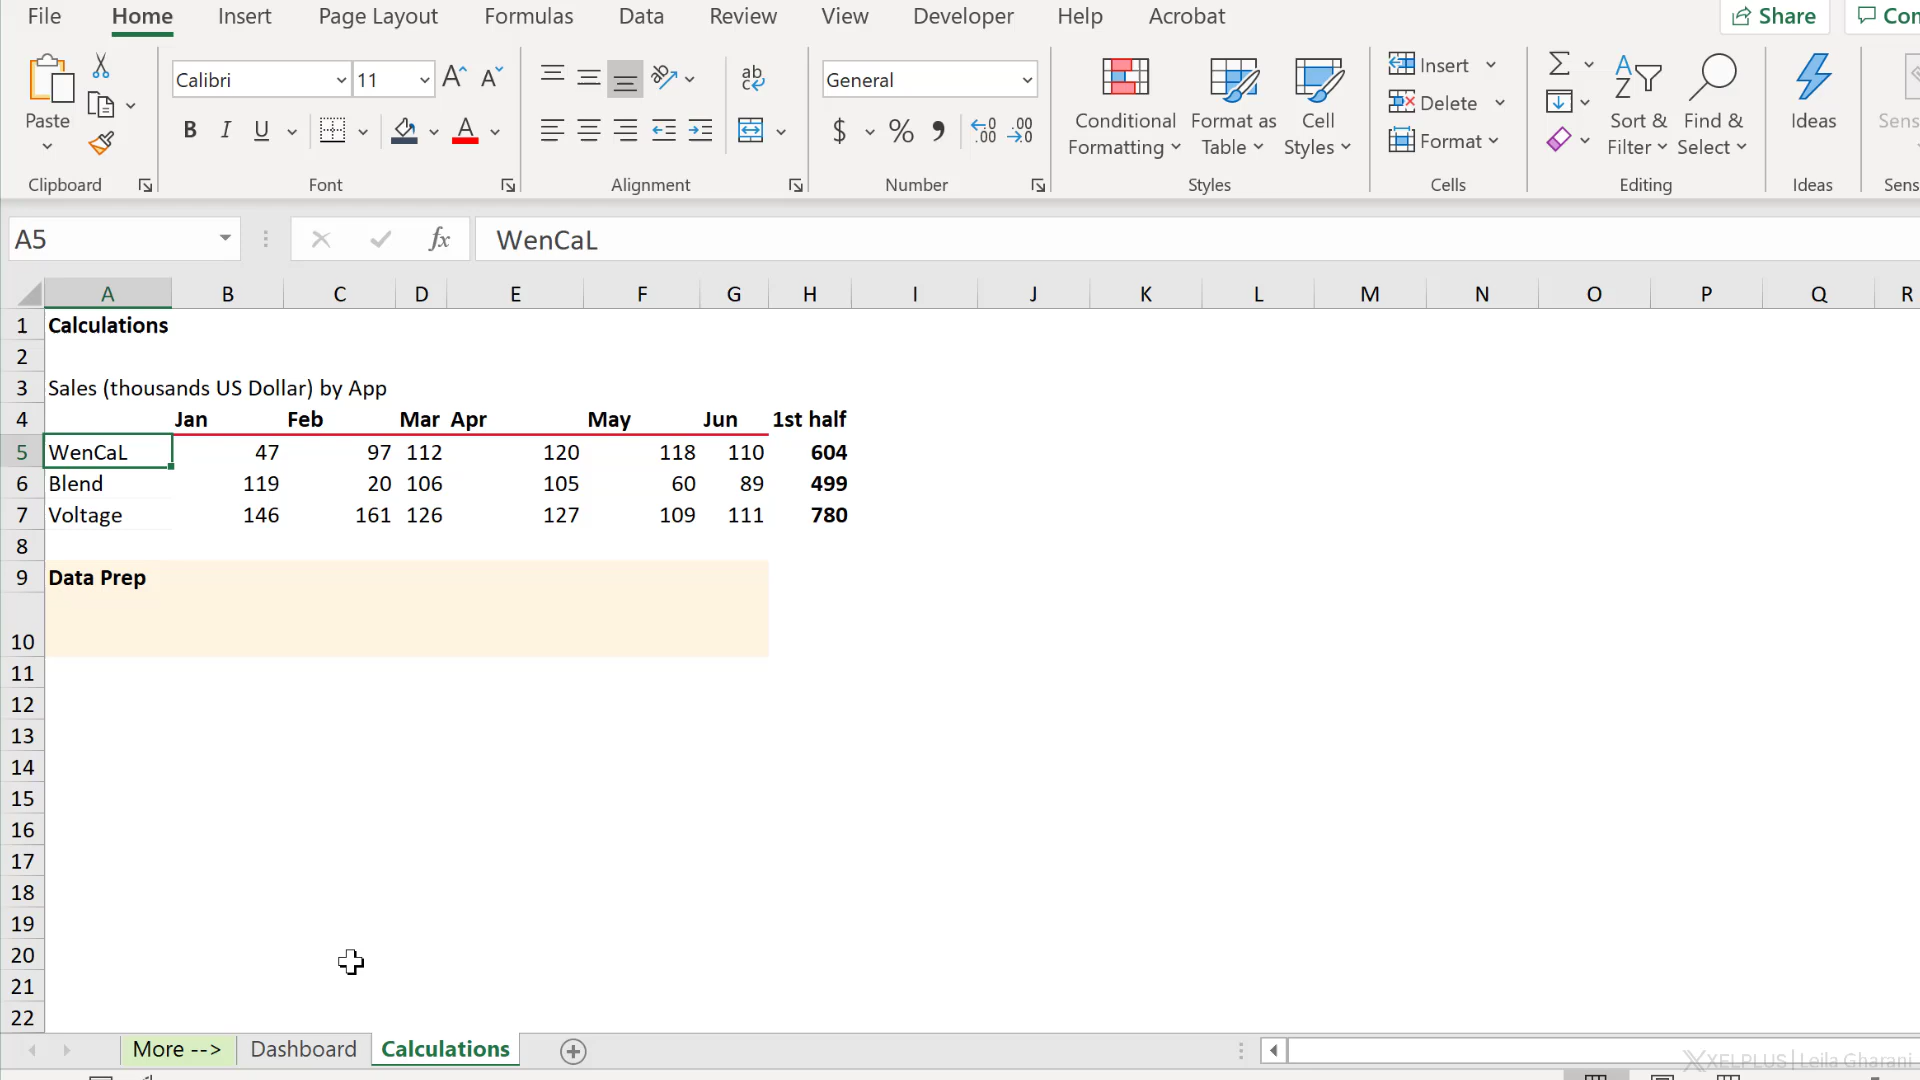 File Home Insert Page Layout Formulas Data Review View Developer Help Acrobat Share
Paste Calibri 11 B I U General $ % Conditional Formatting Format as Table Cell Styles Insert Delete Format Sort & Filter Find & Select Ideas
Clipboard Font Alignment Number Styles Cells Editing Ideas
A5 fx WenCaL
A B C D E F G H I J K L M N O P Q R
1 Calculations
2
3 Sales (thousands US Dollar) by App
4 Jan Feb Mar Apr May Jun 1st half
5 WenCaL 47 97 112 120 118 110 604
6 Blend 119 20 106 105 60 89 499
7 Voltage 146 161 126 127 109 111 780
8
9 Data Prep
10
11
12
13
14
15
16
17
18
19
20
21
22
More --> Dashboard Calculations
XELPLUS | Leila Gharani